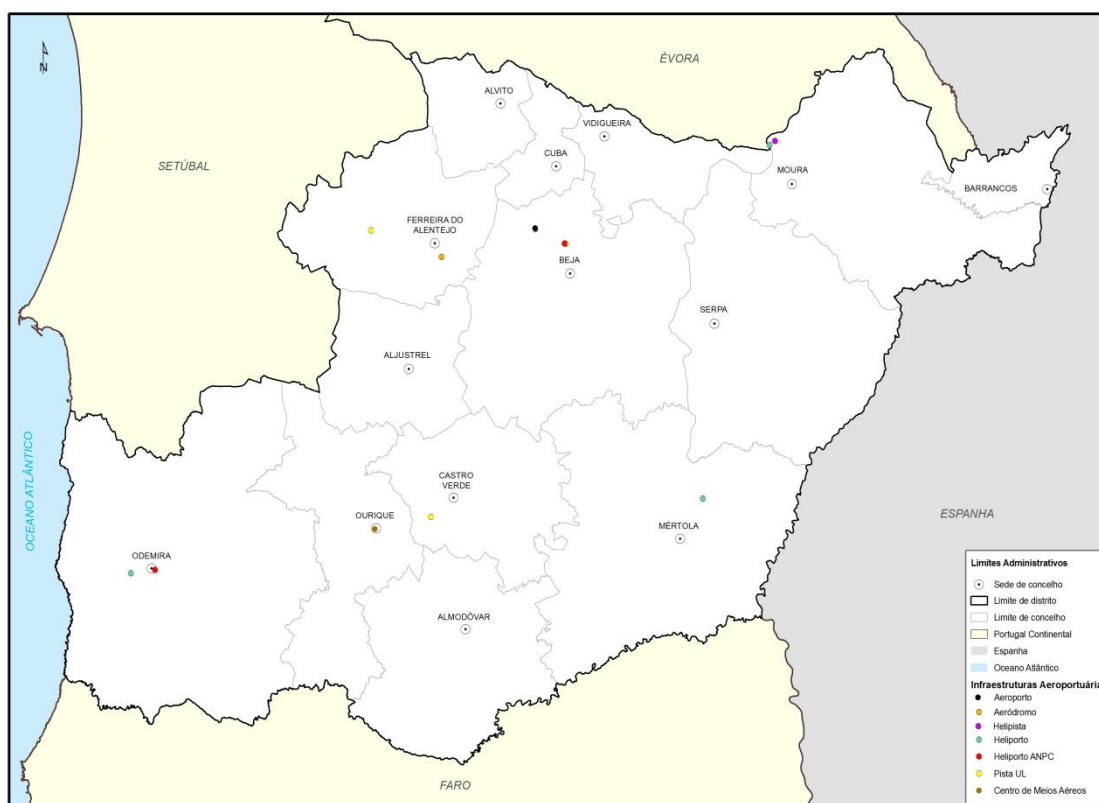 N
ÉVORA
ALVITO
VIDIGUEIRA
CUBA
SETÚBAL
MOURA
BARRANCOS
FERREIRA DO
ALENTEJO
BEJA
SERPA
ALJUSTREL
OCEANO ATLÂNTICO
CASTRO
VERDE
OURIQUE
MÉRTOLA
ESPANHA
ODEMIRA
ALMODÔVAR
FARO
Limites Administrativos
Sede de concelho
Limite de distrito
Limite de concelho
Portugal Continental
Espanha
Oceano Atlântico
Infraestruturas Aeroportuária
Aeroporto
Aeródromo
Helipista
Heliporto
Heliporto ANPC
Pista UL
Centro de Meios Aéreos